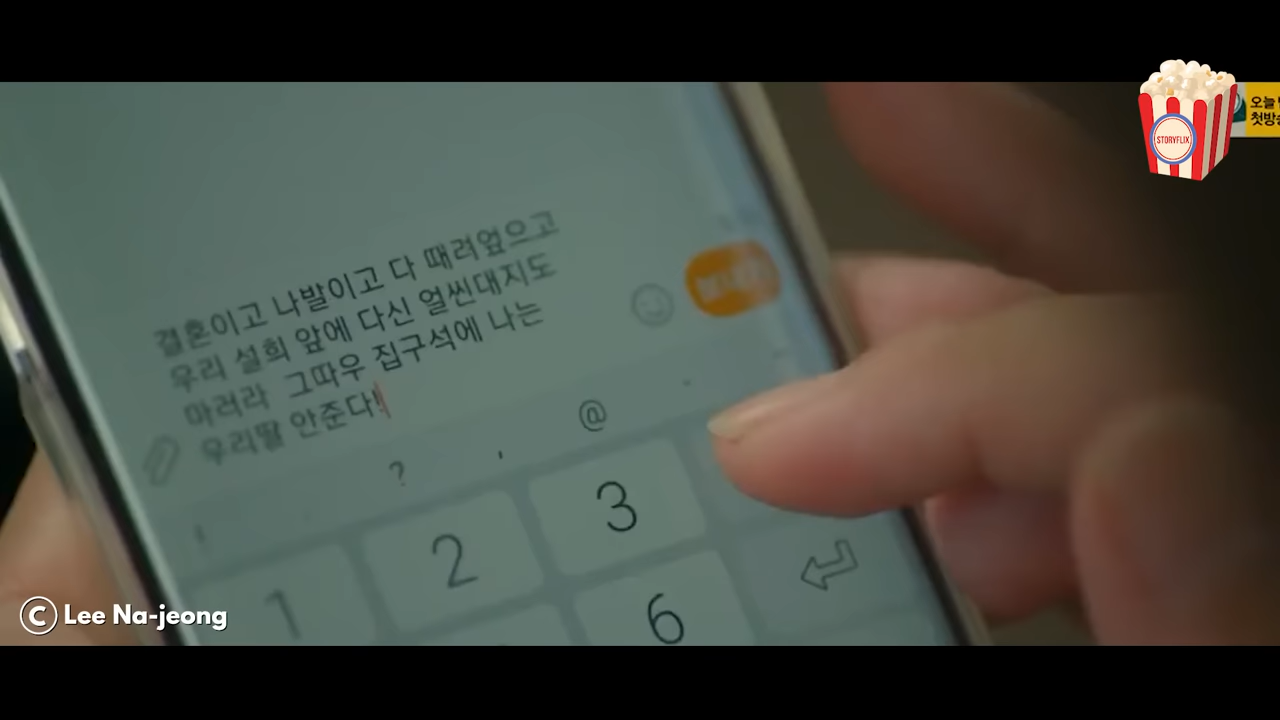 오늘
첫방송
STORYFLIX
결혼이고 나발이고 다 때려엎으고
우리 설희 앞에 다신 얼씬대지도
마러라 그따우 집구석에 나는
우리딸 안준다!
! ? , @ .
1 2 3
6
© Lee Na-jeong